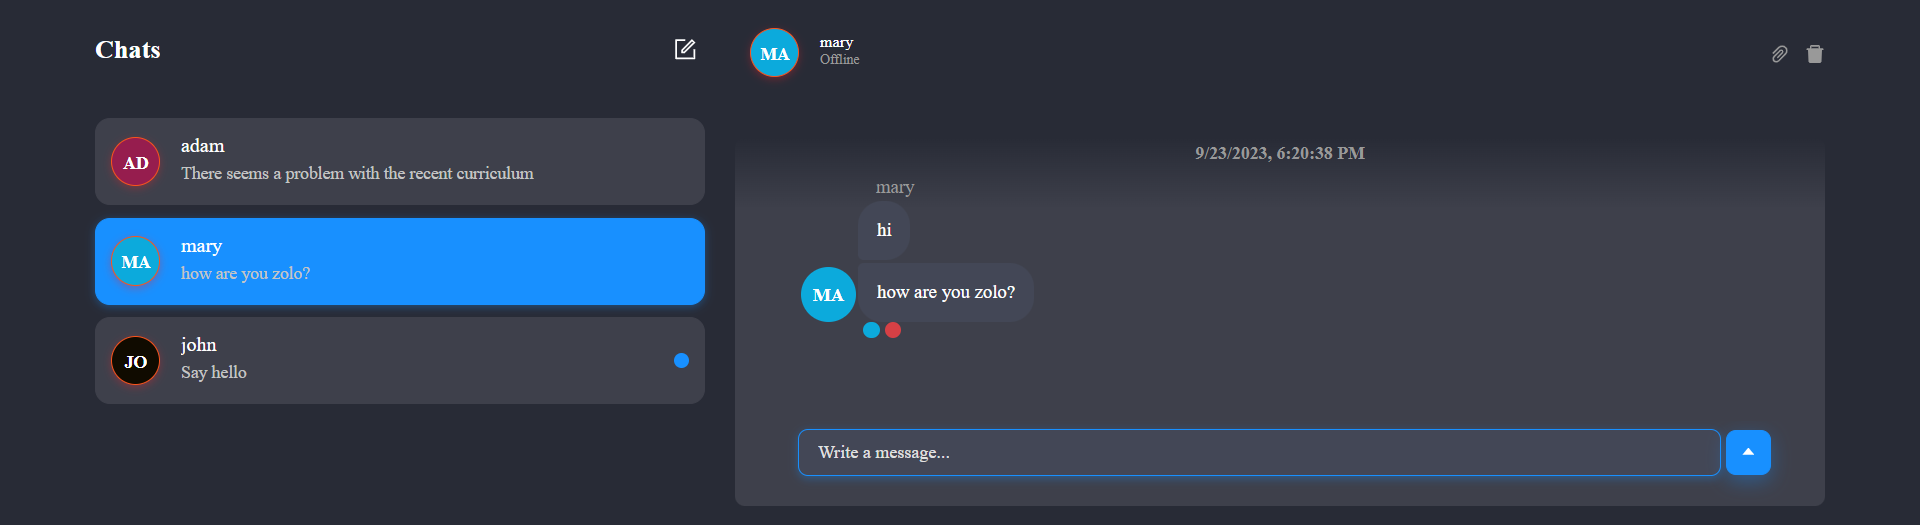 Chats
AD
adam
There seems a problem with the recent curriculum
MA
mary
how are you zolo?
JO
john
Say hello
MA
mary
Offline
9/23/2023, 6:20:38 PM
mary
hi
MA
how are you zolo?
Write a message...